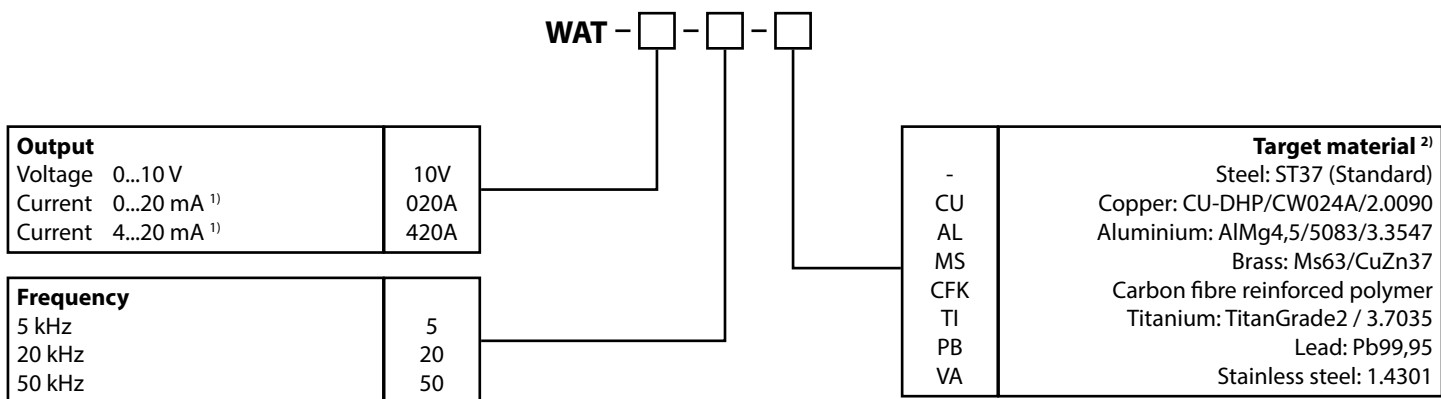 WAT – –  –
Output
Voltage 0...10 V 10V
Current 0...20 mA 1) 020A
Current 4...20 mA 1) 420A
Frequency
5 kHz 5
20 kHz 20
50 kHz 50
Target material 2)
- Steel: ST37 (Standard)
CU Copper: CU-DHP/CW024A/2.0090
AL Aluminium: AlMg4,5/5083/3.3547
MS Brass: Ms63/CuZn37
CFK Carbon fibre reinforced polymer
TI Titanium: TitanGrade2 / 3.7035
PB Lead: Pb99,95
VA Stainless steel: 1.4301